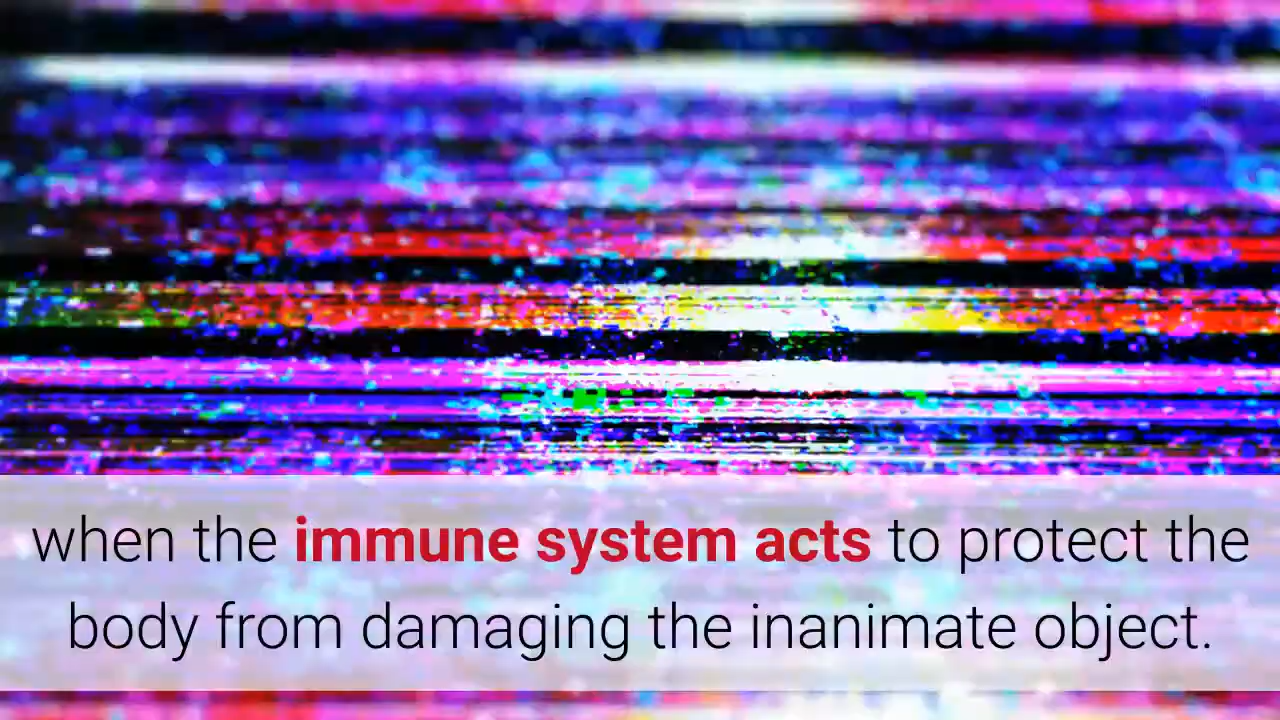 when the immune system acts to protect the
body from damaging the inanimate object.